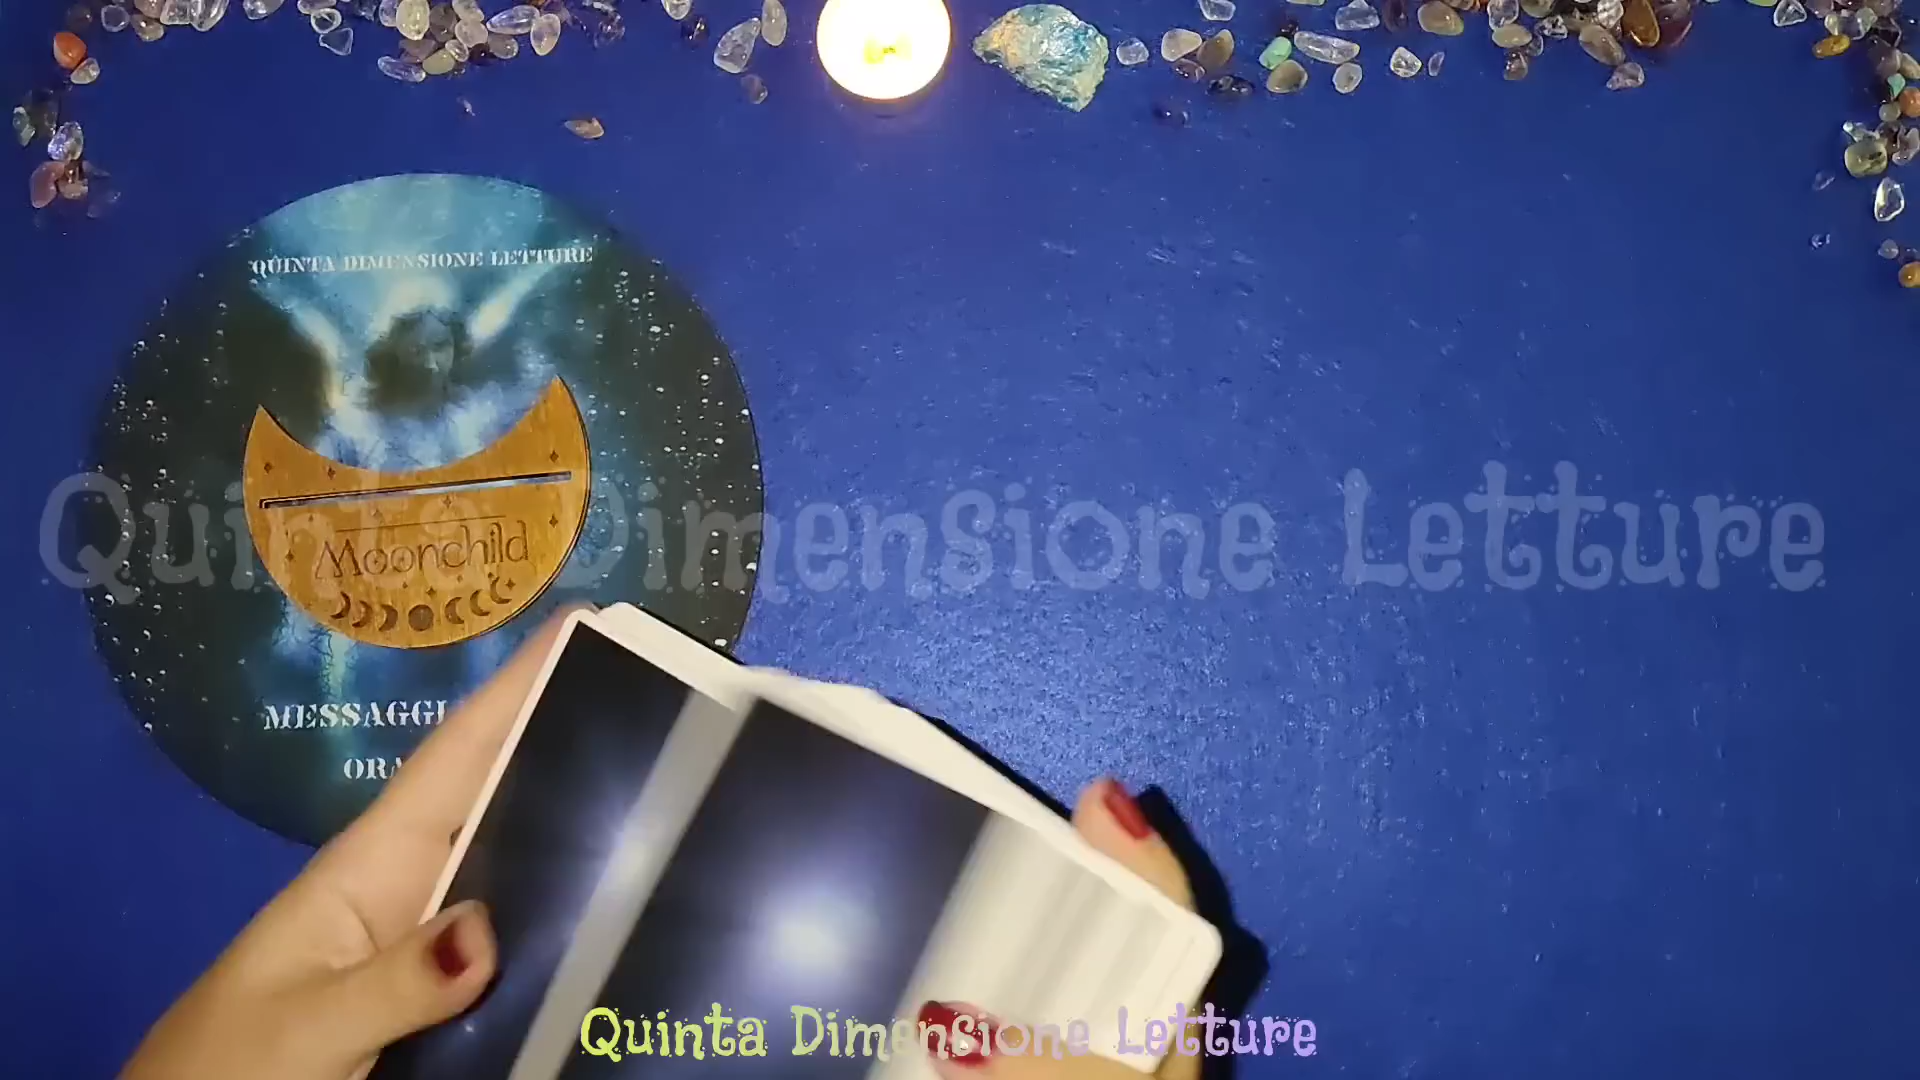 QUINTA DIMENSIONE LETTURE
Quinta Dimensione Letture
Moonchild
MESSAGGI
ORA
Quinta Dimensione Letture